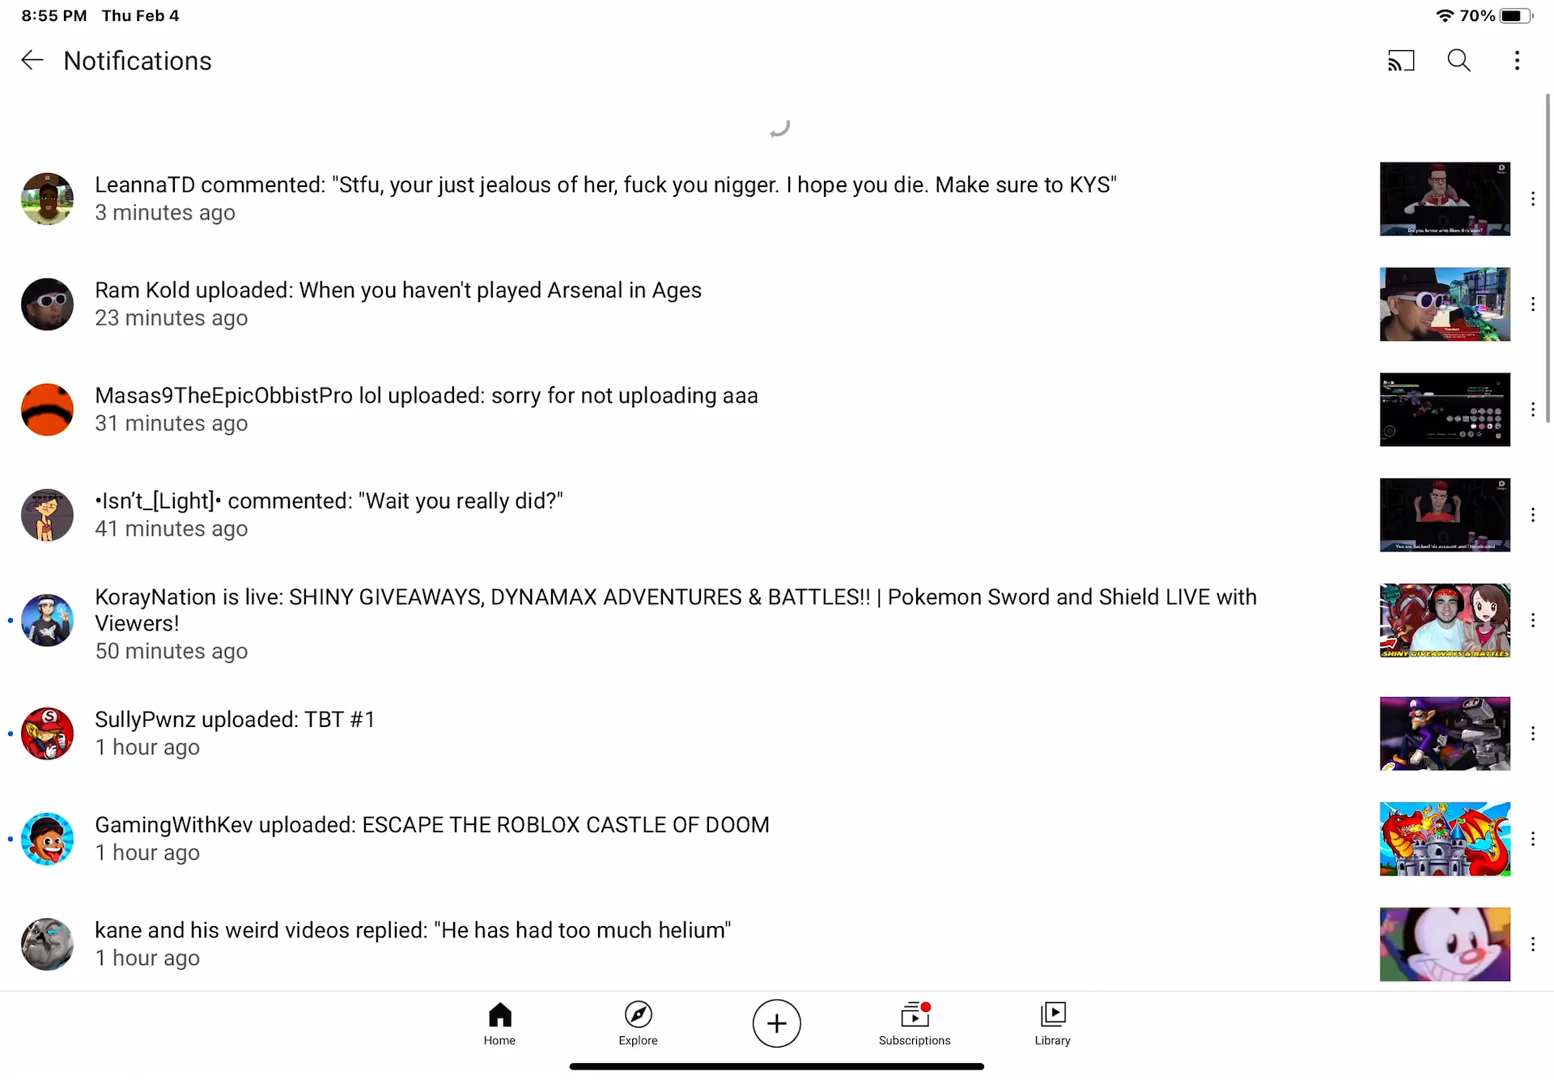 8:55 PM Thu Feb 4
70%
Notifications
LeannaTD commented: "Stfu, your just jealous of her, fuck you nigger. I hope you die. Make sure to KYS"
3 minutes ago
Ram Kold uploaded: When you haven't played Arsenal in Ages
23 minutes ago
Masas9TheEpicObbistPro lol uploaded: sorry for not uploading aaa
31 minutes ago
•Isn’t_[Light]• commented: "Wait you really did?"
41 minutes ago
KorayNation is live: SHINY GIVEAWAYS, DYNAMAX ADVENTURES & BATTLES!! | Pokemon Sword and Shield LIVE with
Viewers!
50 minutes ago
SHINY GIVEAWAYS & BATTLES
SullyPwnz uploaded: TBT #1
1 hour ago
GamingWithKev uploaded: ESCAPE THE ROBLOX CASTLE OF DOOM
1 hour ago
kane and his weird videos replied: "He has had too much helium"
1 hour ago
Home
Explore
Subscriptions
Library